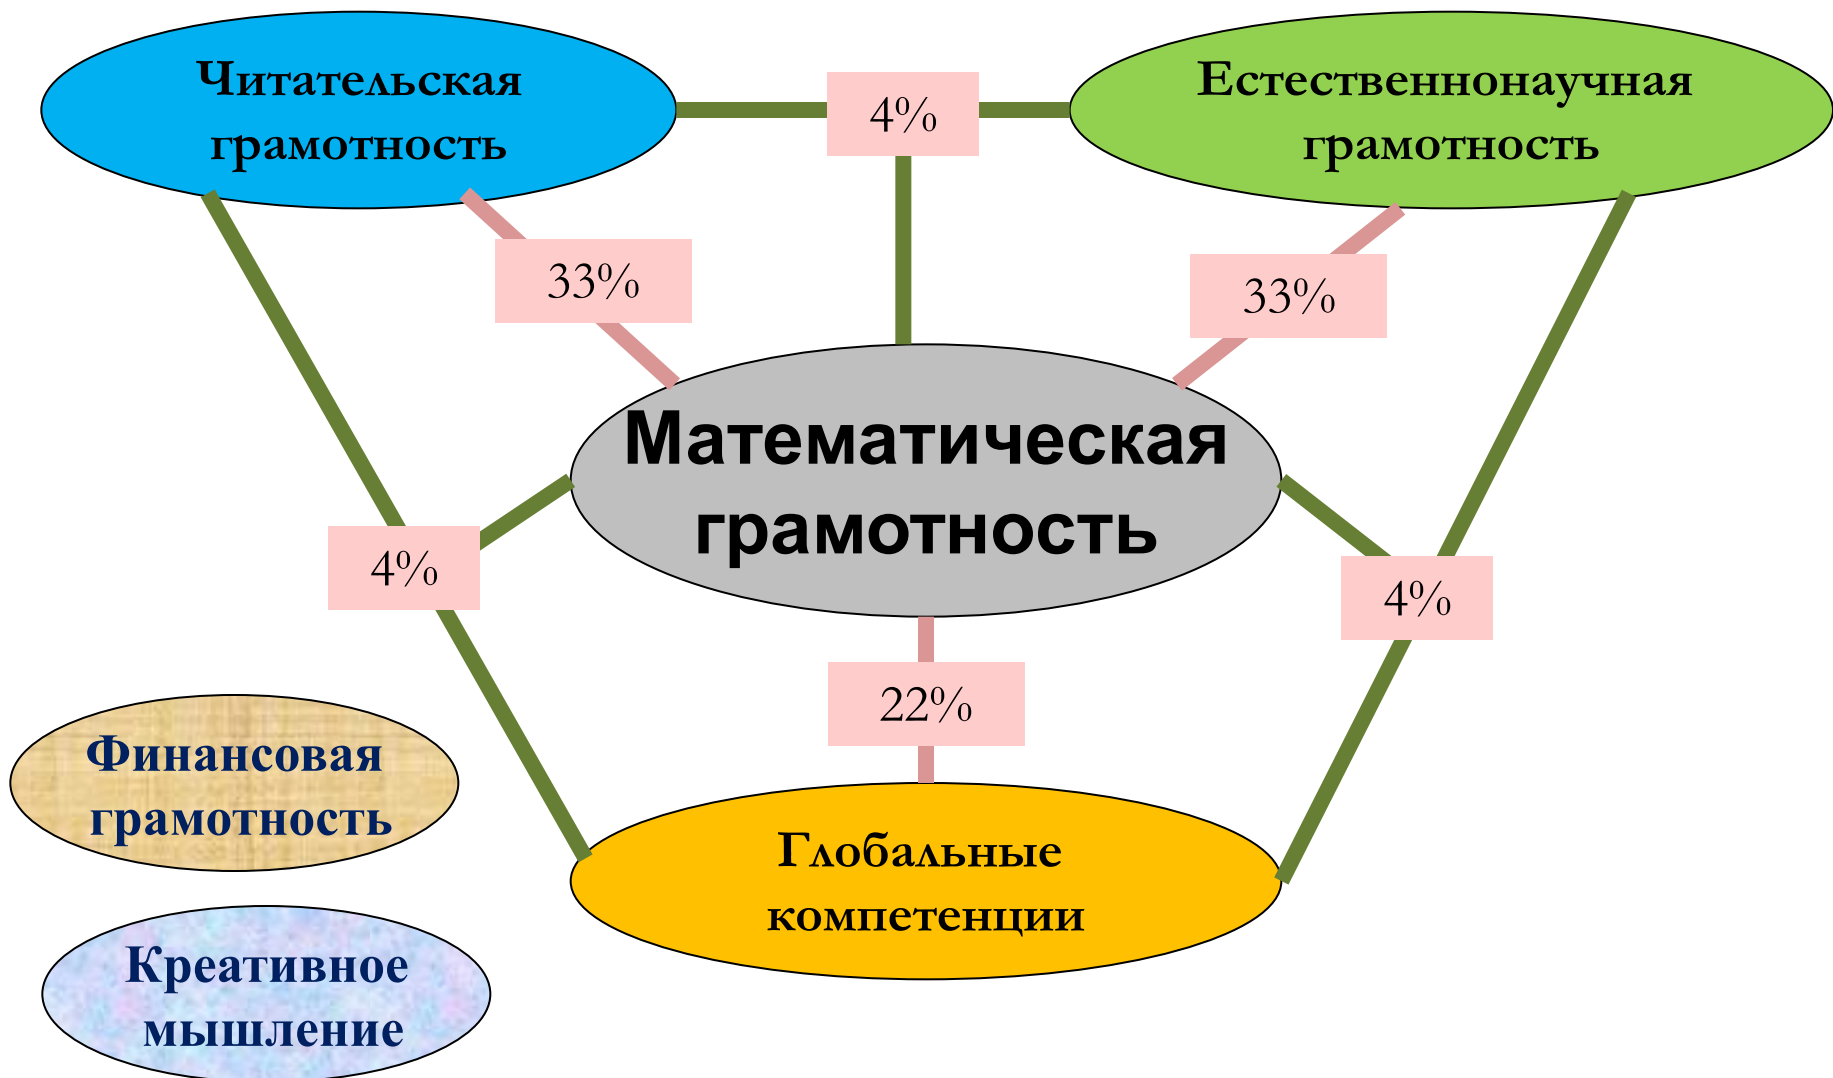 Читательская
грамотность
4%
Естественнонаучная
грамотность
33%
33%
Математическая
грамотность
4%
4%
22%
Финансовая
грамотность
Глобальные
компетенции
Креативное
мышление